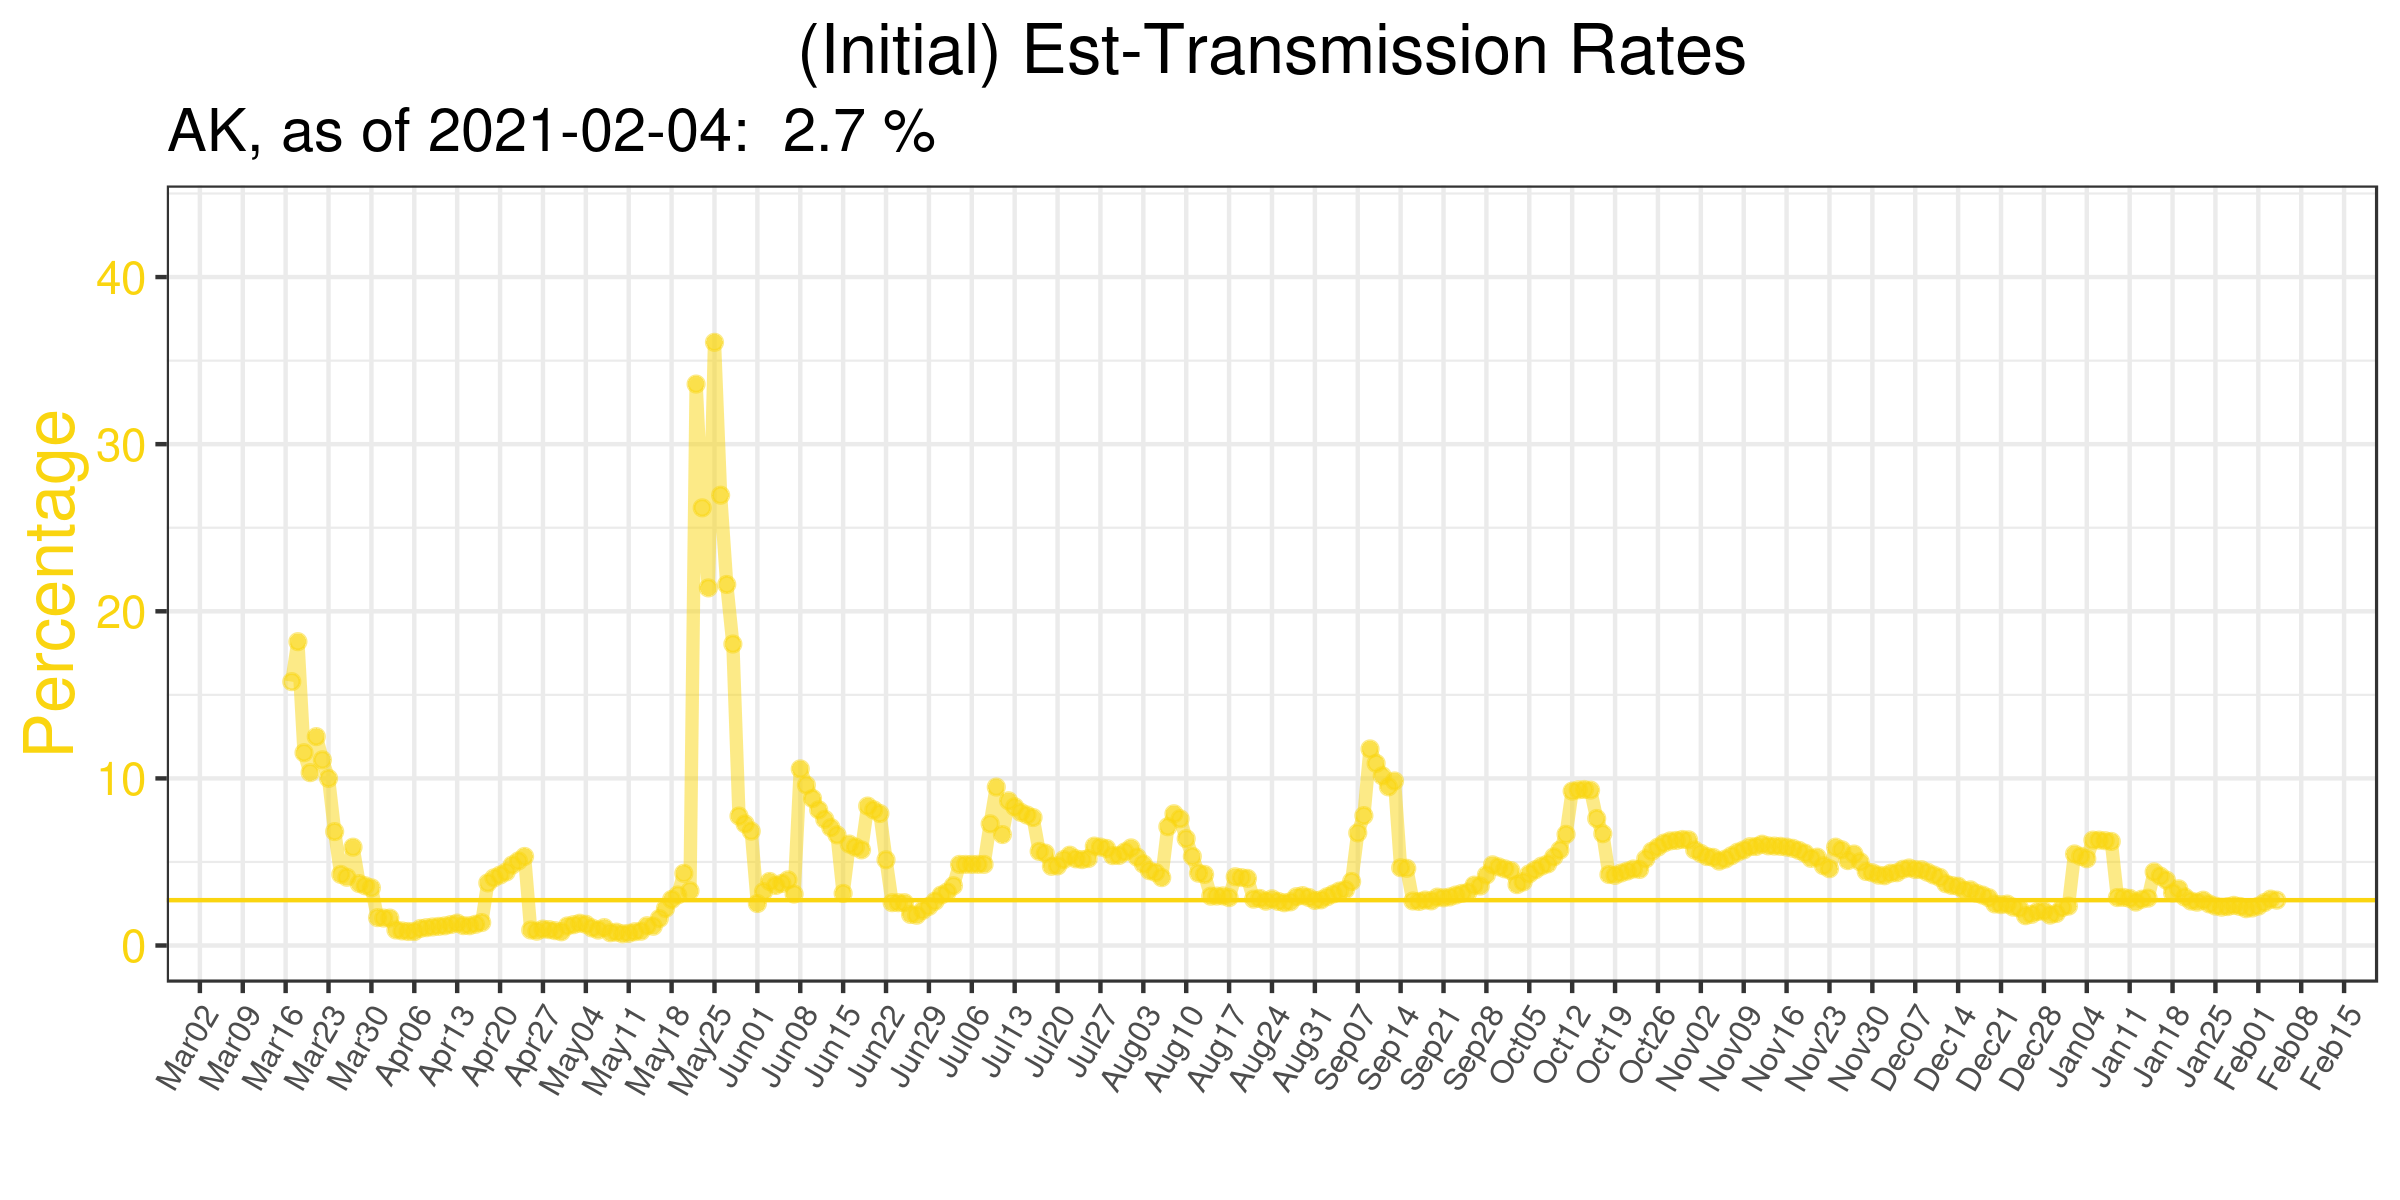 (Initial) Est-Transmission Rates
AK, as of 2021-02-04:  2.7 %
Percentage
40
30
20
10
0
Mar02
Mar09
Mar16
Mar23
Mar30
Apr06
Apr13
Apr20
Apr27
May04
May11
May18
May25
Jun01
Jun08
Jun15
Jun22
Jun29
Jul06
Jul13
Jul20
Jul27
Aug03
Aug10
Aug17
Aug24
Aug31
Sep07
Sep14
Sep21
Sep28
Oct05
Oct12
Oct19
Oct26
Nov02
Nov09
Nov16
Nov23
Nov30
Dec07
Dec14
Dec21
Dec28
Jan04
Jan11
Jan18
Jan25
Feb01
Feb08
Feb15